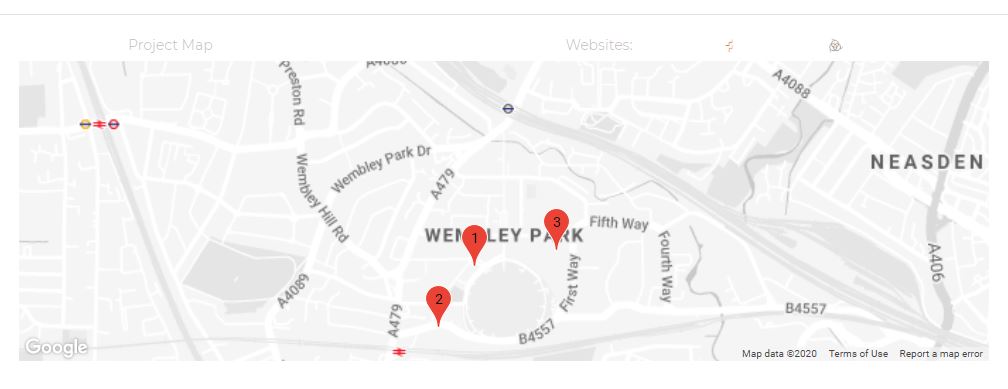 Project Map
Websites:
Preston Rd
A4088
NEASDEN
Wembley Park Dr
A479
Wembley Hill Rd
WEMBLEY PARK
1
3
Fifth Way
Fourth Way
First Way
A406
A4089
2
A479
B4557
B4557
Google
Map data ©2020 Terms of Use Report a map error